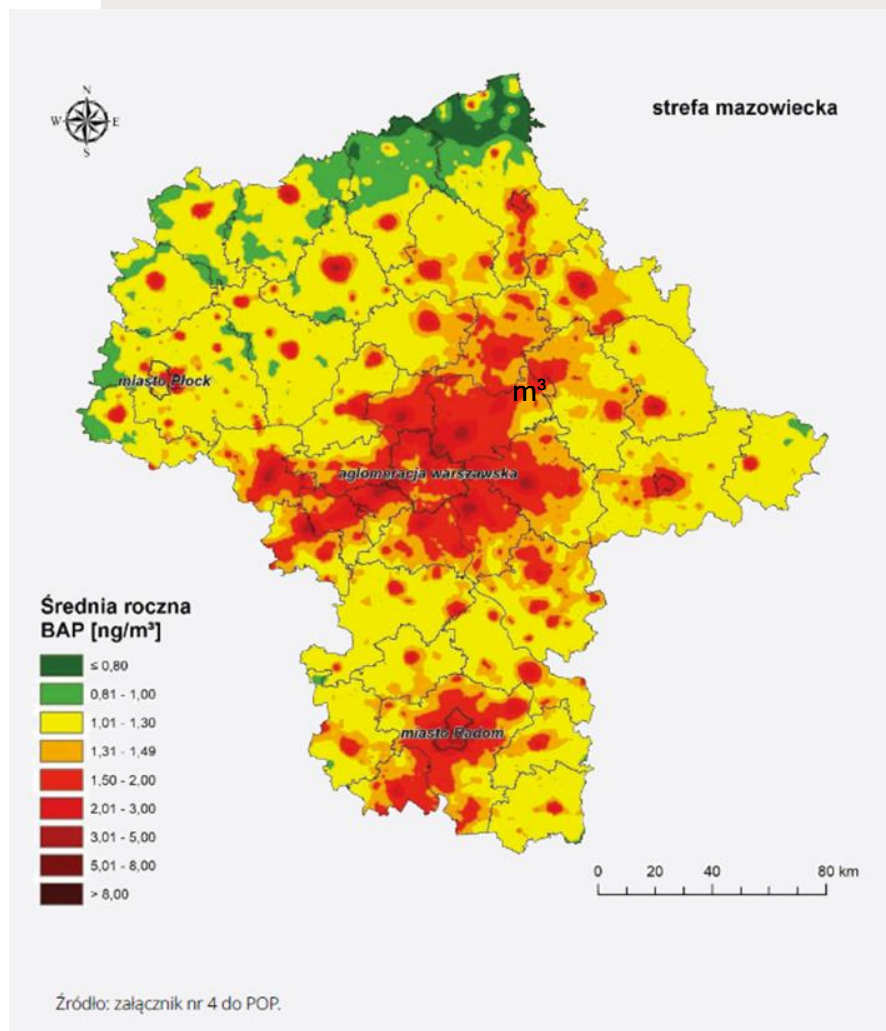 N
W E
S
strefa mazowiecka
miasto Płock
m³
aglomeracja warszawska
Średnia roczna
BAP [ng/m³]
≤ 0,80
0,81 - 1,00
1,01 - 1,30
1,31 - 1,49
1,50 - 2,00
2,01 - 3,00
3,01 - 5,00
5,01 - 8,00
> 8,00
miasto Radom
0 20 40 80 km
Źródło: załącznik nr 4 do POP.